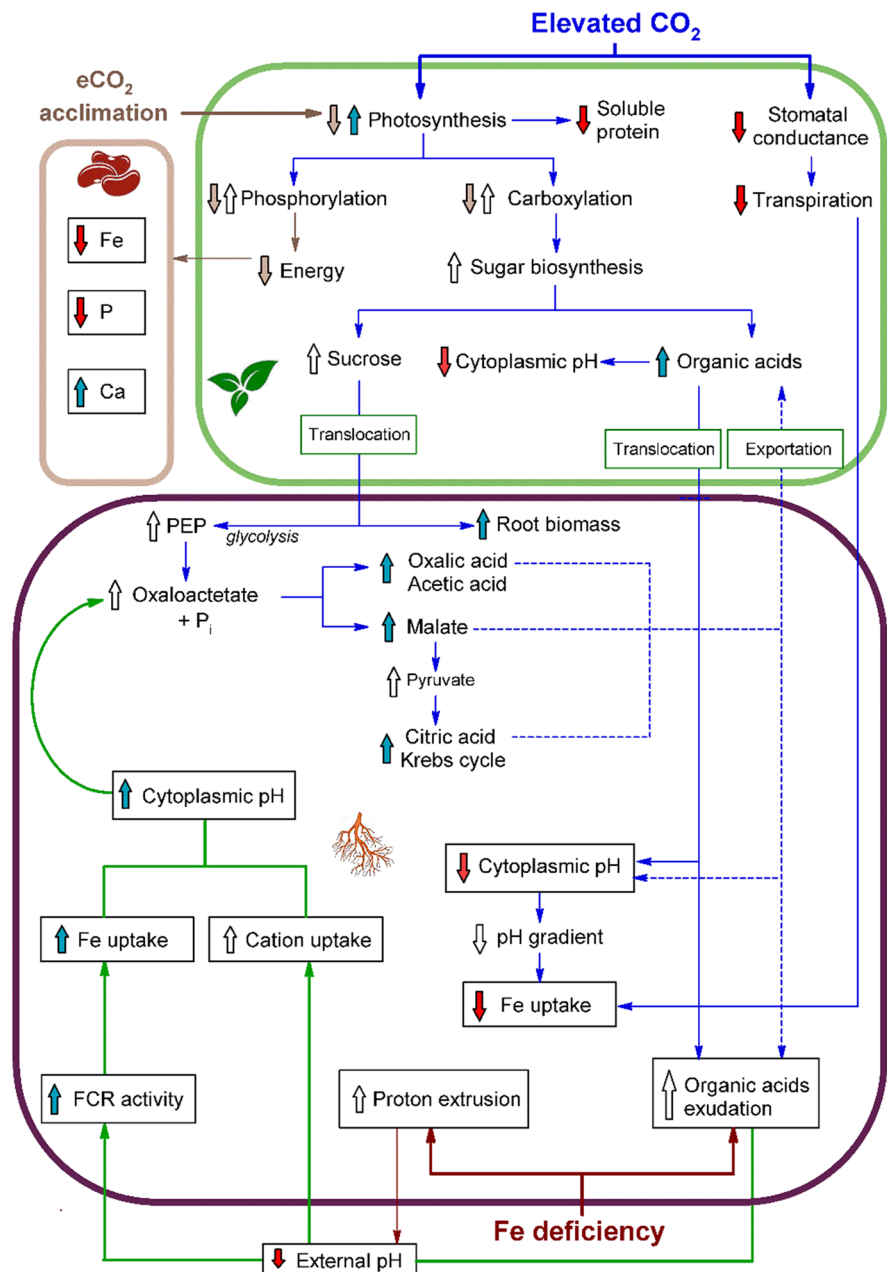 Elevated CO₂
eCO₂
acclimation
Photosynthesis
Soluble
protein
Stomatal
conductance
Phosphorylation
Carboxylation
Transpiration
Fe
Energy
Sugar biosynthesis
P
Sucrose
Cytoplasmic pH
Organic acids
Ca
Translocation
Translocation
Exportation
PEP
glycolysis
Root biomass
Oxaloactetate
+ Pᵢ
Oxalic acid
Acetic acid
Malate
Pyruvate
Citric acid
Krebs cycle
Cytoplasmic pH
Cytoplasmic pH
Fe uptake
Cation uptake
pH gradient
Fe uptake
FCR activity
Proton extrusion
Organic acids
exudation
Fe deficiency
External pH